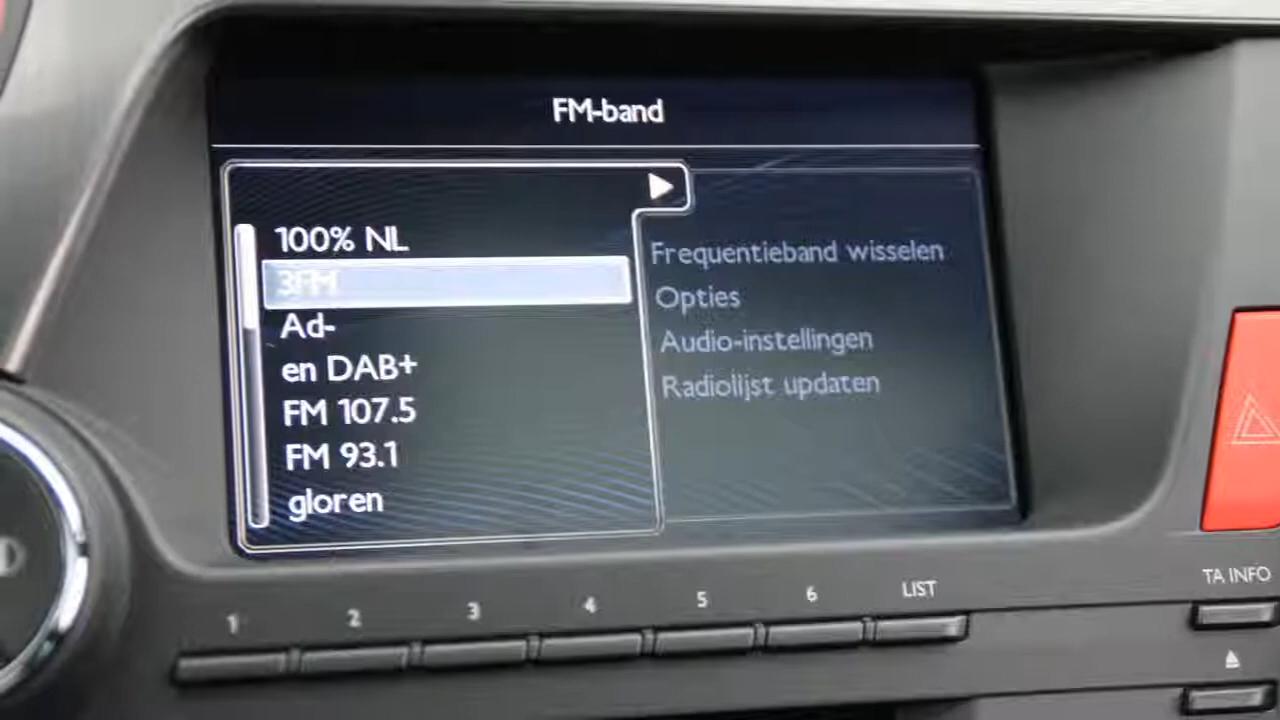 FM-band
100% NL
3FM
Ad-
en DAB+
FM 107.5
FM 93.1
gloren
Frequentieband wisselen
Opties
Audio-instellingen
Radiolijst updaten
1 2 3 4 5 6 LIST
TA INFO